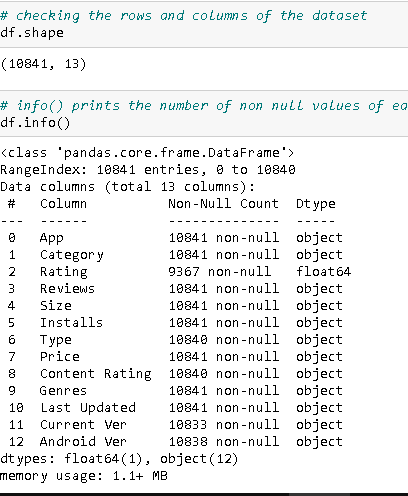 # checking the rows and columns of the dataset
df.shape
(10841, 13)
# info() prints the number of non null values of ea
df.info()
<class 'pandas.core.frame.DataFrame'>
RangeIndex: 10841 entries, 0 to 10840
Data columns (total 13 columns):
 #   Column          Non-Null Count  Dtype
---  ------          --------------  -----
 0   App             10841 non-null  object
 1   Category        10841 non-null  object
 2   Rating          9367 non-null   float64
 3   Reviews         10841 non-null  object
 4   Size            10841 non-null  object
 5   Installs        10841 non-null  object
 6   Type            10840 non-null  object
 7   Price           10841 non-null  object
 8   Content Rating  10840 non-null  object
 9   Genres          10841 non-null  object
 10  Last Updated    10841 non-null  object
 11  Current Ver     10833 non-null  object
 12  Android Ver     10838 non-null  object
dtypes: float64(1), object(12)
memory usage: 1.1+ MB